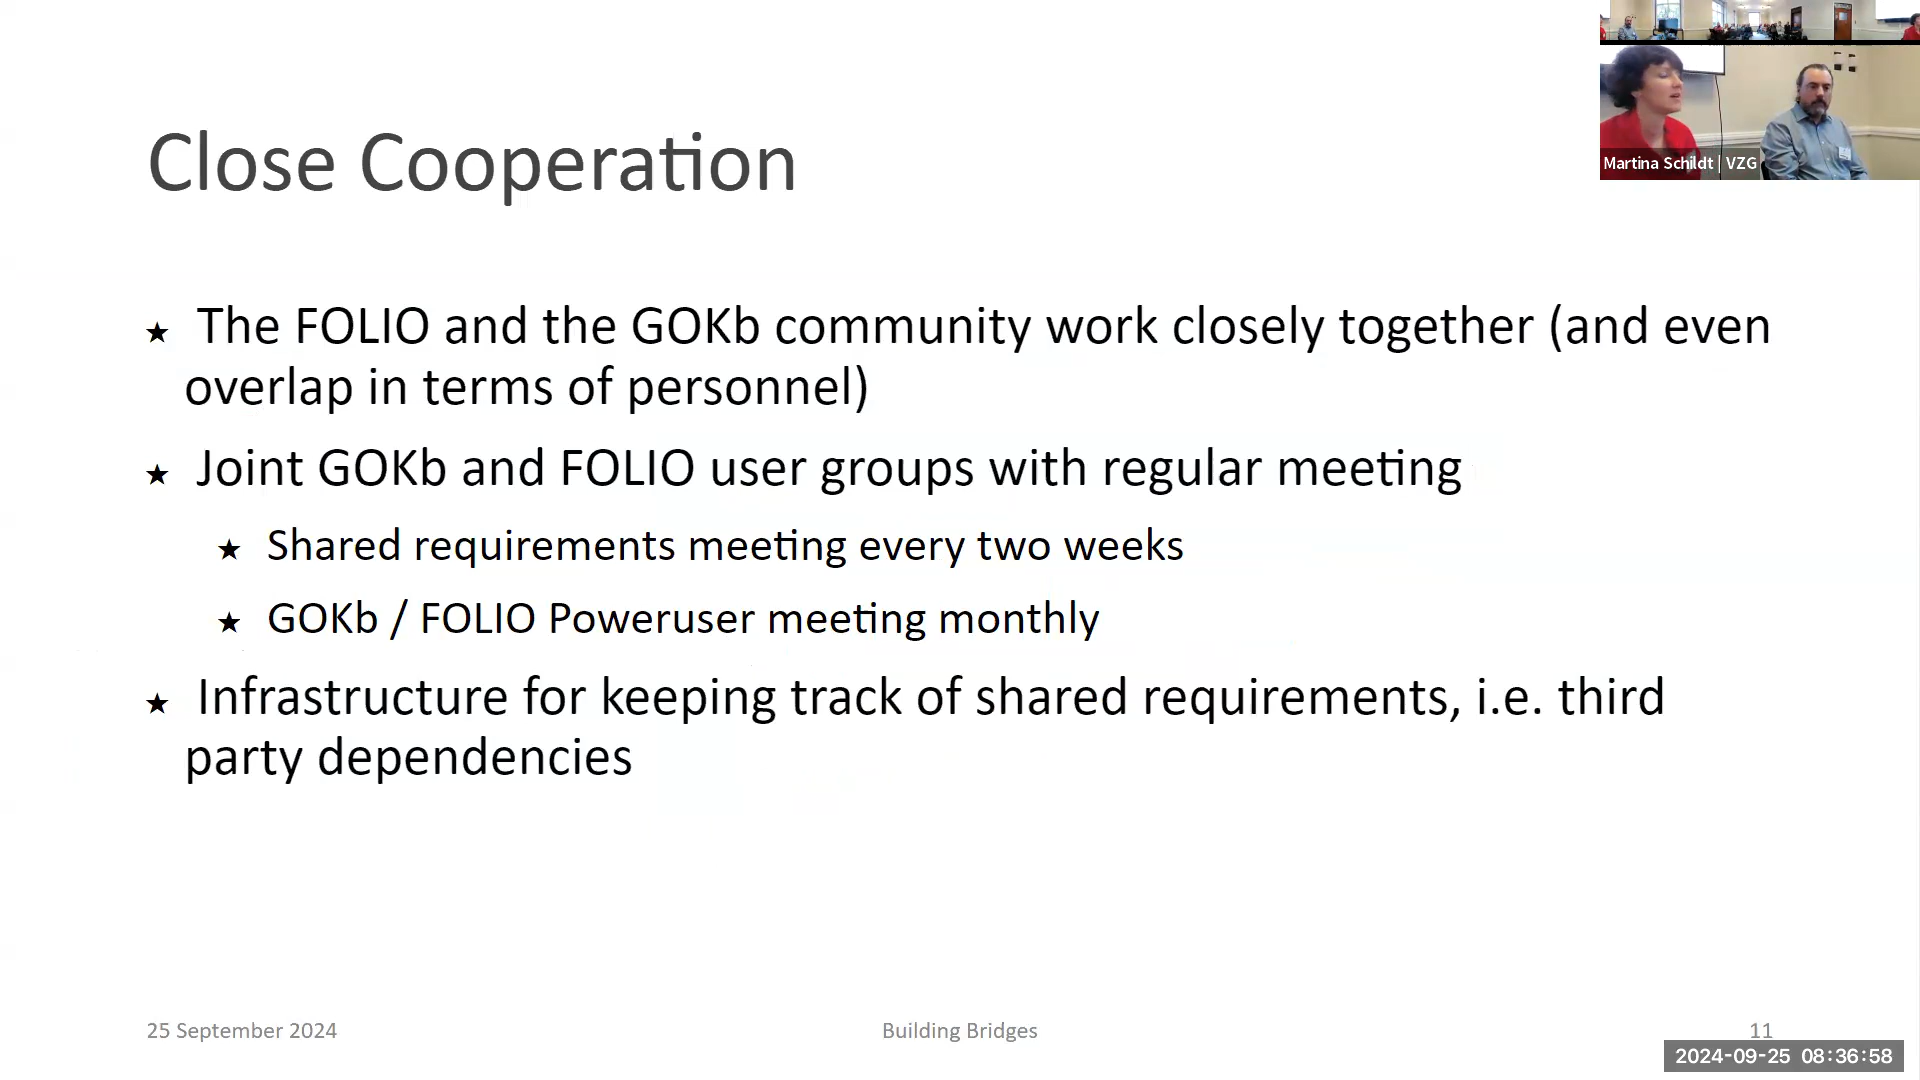 Close Cooperation
Martina Schildt | VZG
★ The FOLIO and the GOKb community work closely together (and even
overlap in terms of personnel)
★ Joint GOKb and FOLIO user groups with regular meeting
★ Shared requirements meeting every two weeks
★ GOKb / FOLIO Poweruser meeting monthly
★ Infrastructure for keeping track of shared requirements, i.e. third
party dependencies
25 September 2024
Building Bridges
11
2024-09-25 08:36:58